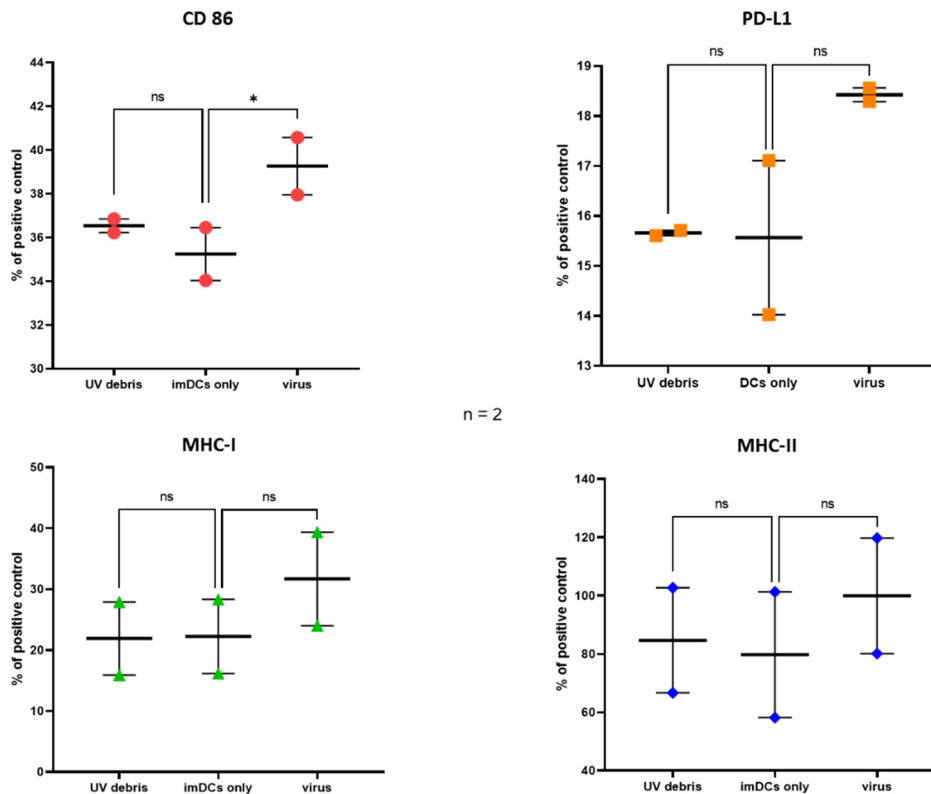 CD 86
% of positive control
44
42
40
38
36
34
32
30
ns
*
UV debris
imDCs only
virus
PD-L1
% of positive control
19
18
17
16
15
14
13
ns
ns
UV debris
DCs only
virus
n = 2
MHC-I
% of positive control
50
40
30
20
10
0
ns
ns
UV debris
imDCs only
virus
MHC-II
% of positive control
140
120
100
80
60
40
ns
ns
UV debris
imDCs only
virus